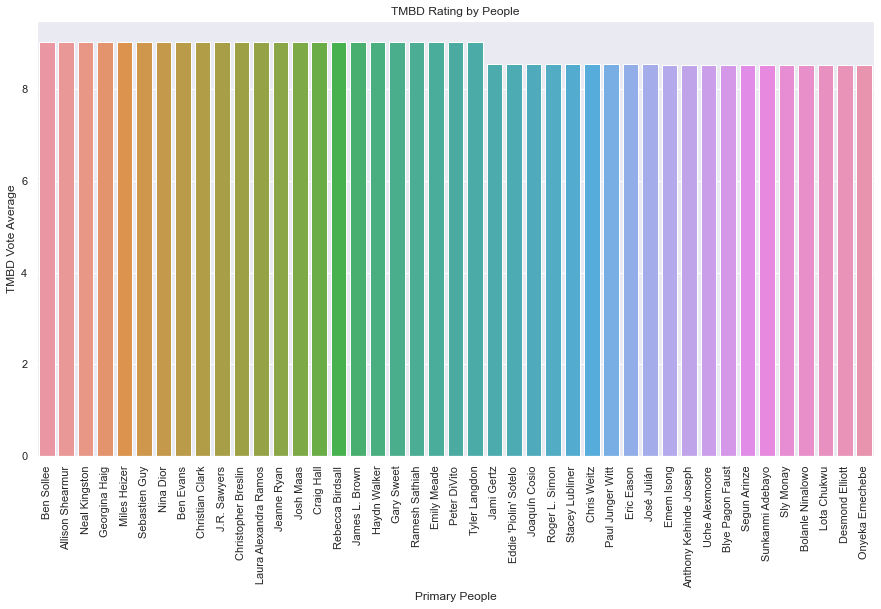 TMBD Rating by People
TMBD Vote Average
8
6
4
2
0
Ben Sollee
Allison Shearmur
Neal Kingston
Georgina Haig
Miles Heizer
Sebastien Guy
Nina Dior
Ben Evans
Christian Clark
J.R. Sawyers
Christopher Breslin
Laura Alexandra Ramos
Jeanne Ryan
Josh Maas
Craig Hall
Rebecca Birdsall
James L. Brown
Haydn Walker
Gary Sweet
Ramesh Sathiah
Emily Meade
Peter DiVito
Tyler Langdon
Jami Gertz
Eddie 'Piolin' Sotelo
Joaquín Cosio
Roger L. Simon
Stacey Lubliner
Chris Weitz
Paul Junger Witt
Eric Eason
José Julián
Emem Isong
Anthony Kehinde Joseph
Uche Alexmoore
Blye Pagon Faust
Segun Arinze
Sunkanmi Adebayo
Sly Monay
Bolanle Ninalowo
Lota Chukwu
Desmond Elliott
Onyeka Emechebe
Primary People